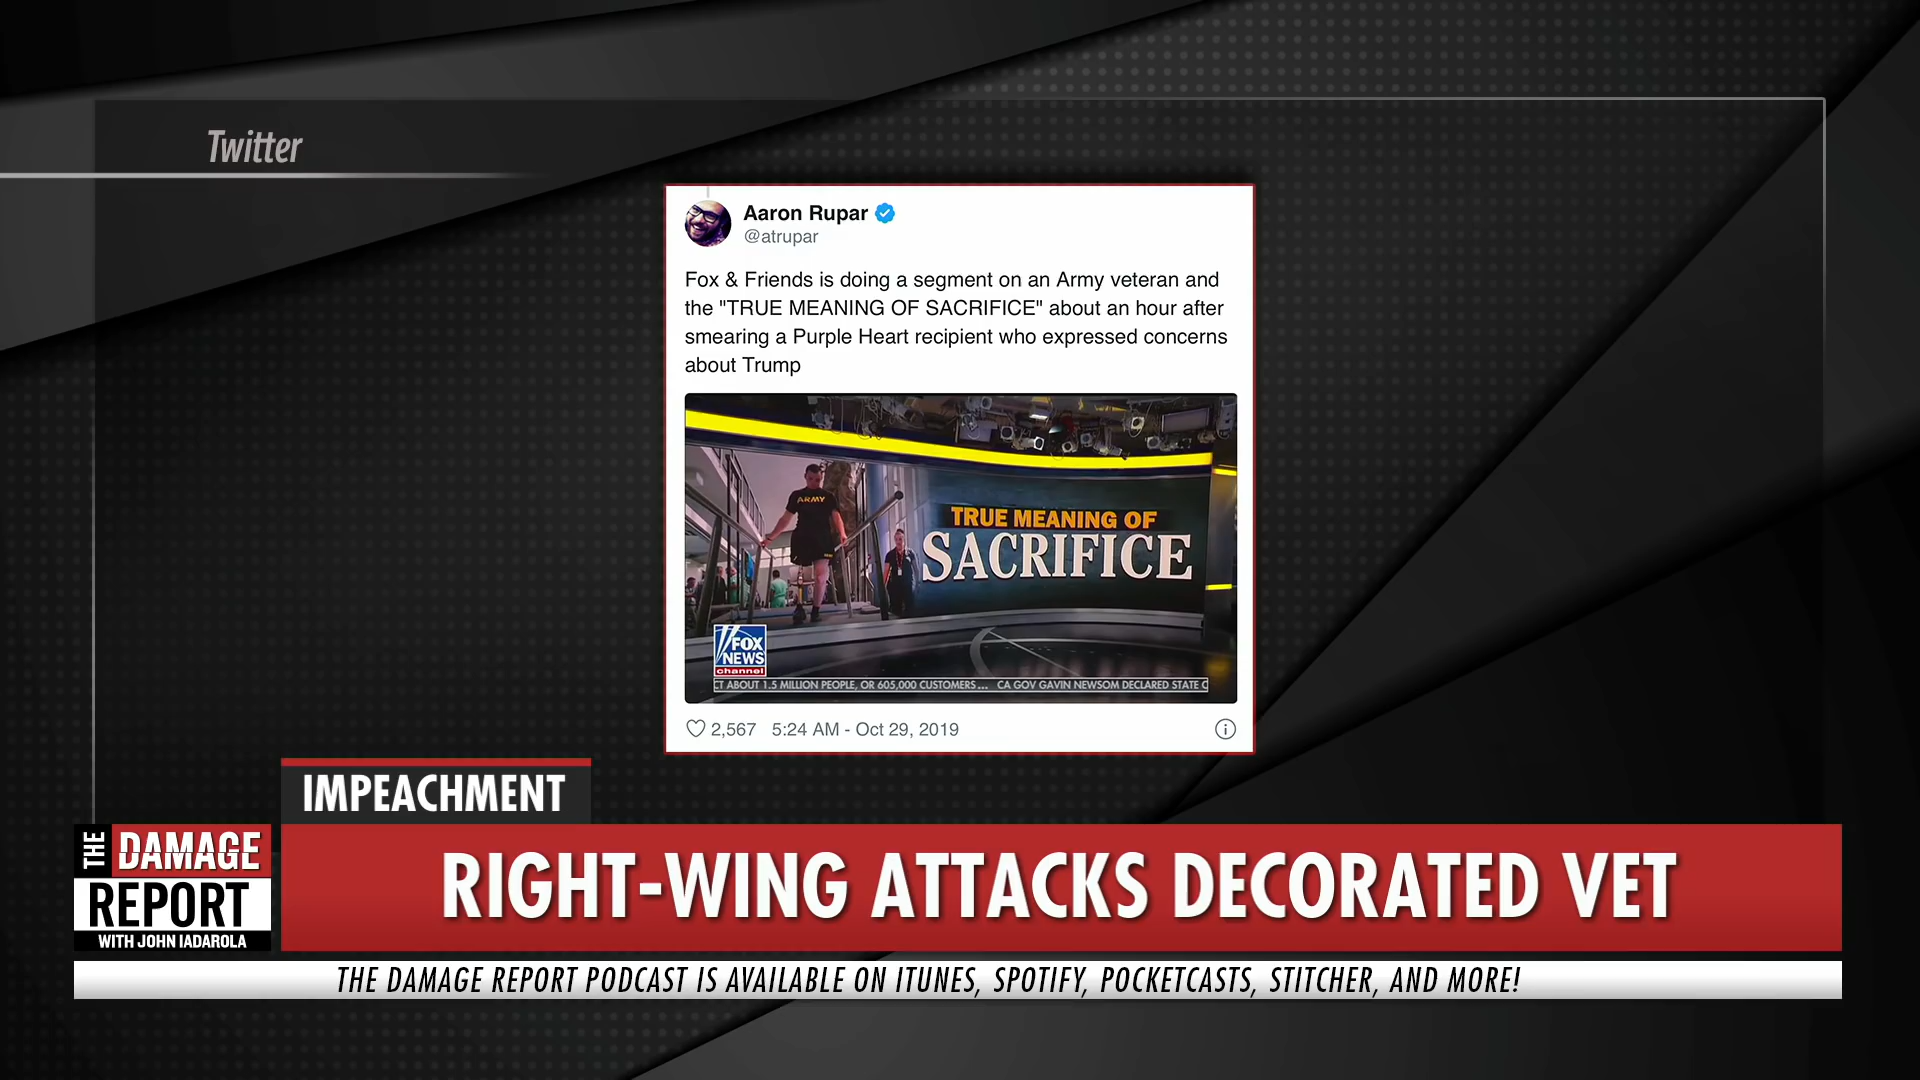 Twitter
Aaron Rupar
@atrupar
Fox & Friends is doing a segment on an Army veteran and
the "TRUE MEANING OF SACRIFICE" about an hour after
smearing a Purple Heart recipient who expressed concerns
about Trump
ARMY
TRUE MEANING OF
SACRIFICE
FOX
NEWS
channel
CT ABOUT 1.5 MILLION PEOPLE, OR 605,000 CUSTOMERS... CA GOV GAVIN NEWSOM DECLARED STATE O
2,567 5:24 AM - Oct 29, 2019
IMPEACHMENT
THE DAMAGE
REPORT
WITH JOHN IADAROLA
RIGHT-WING ATTACKS DECORATED VET
THE DAMAGE REPORT PODCAST IS AVAILABLE ON ITUNES, SPOTIFY, POCKETCASTS, STITCHER, AND MORE!